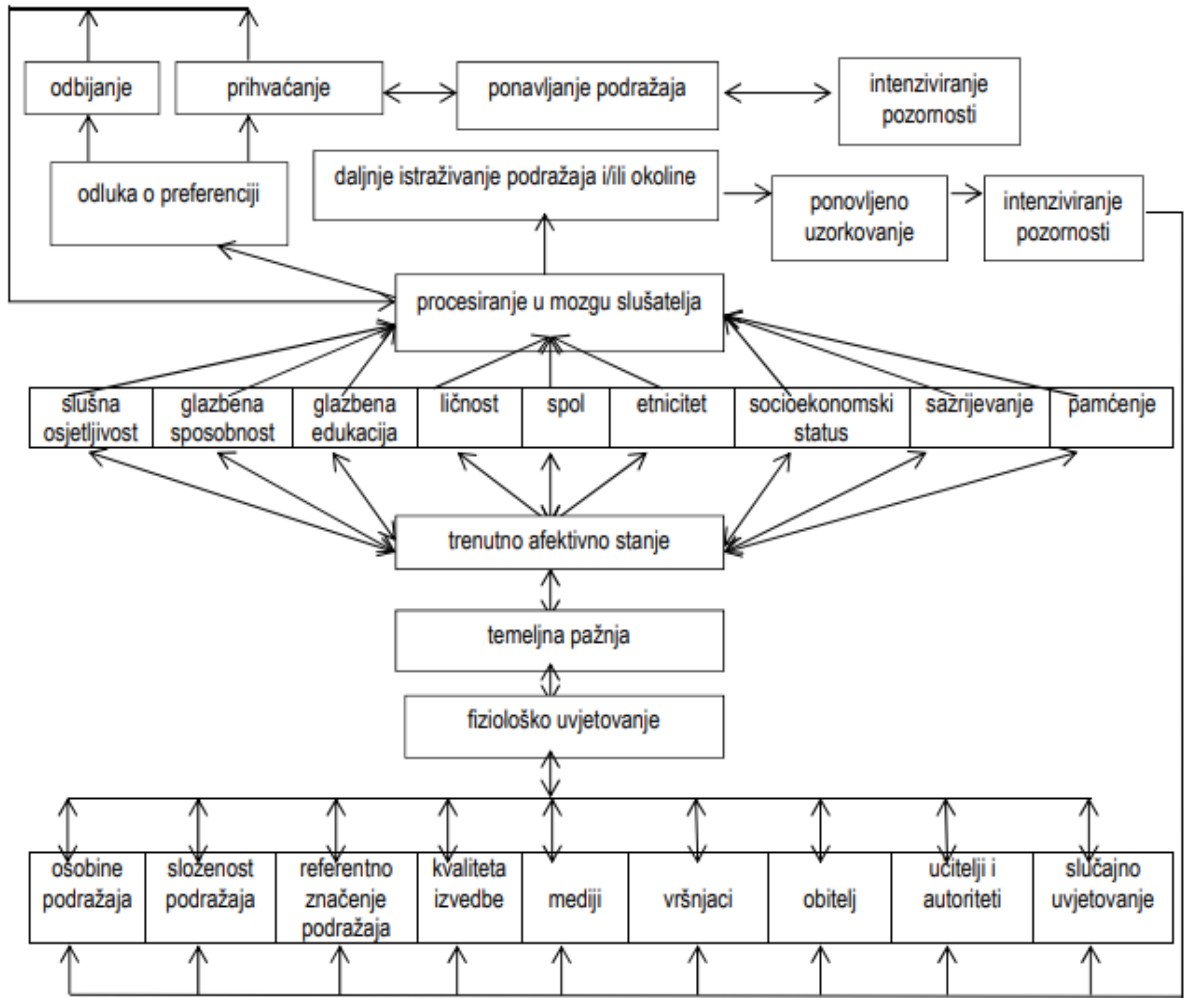 odbijanje
prihvaćanje
ponavljanje podražaja
intenziviranje
pozornosti
odluka o preferenciji
daljnje istraživanje podražaja i/ili okoline
ponovljeno
uzorkovanje
intenziviranje
pozornosti
procesiranje u mozgu slušatelja
slušna
osjetljivost
glazbena
sposobnost
glazbena
edukacija
ličnost
spol
etnicitet
socioekonomski
status
sažrijevanje
pamćenje
trenutno afektivno stanje
temeljna pažnja
fiziološko uvjetovanje
osobine
podražaja
složenost
podražaja
referentno
značenje
podražaja
kvaliteta
izvedbe
mediji
vršnjaci
obitelj
učitelji i
autoriteti
slučajno
uvjetovanje